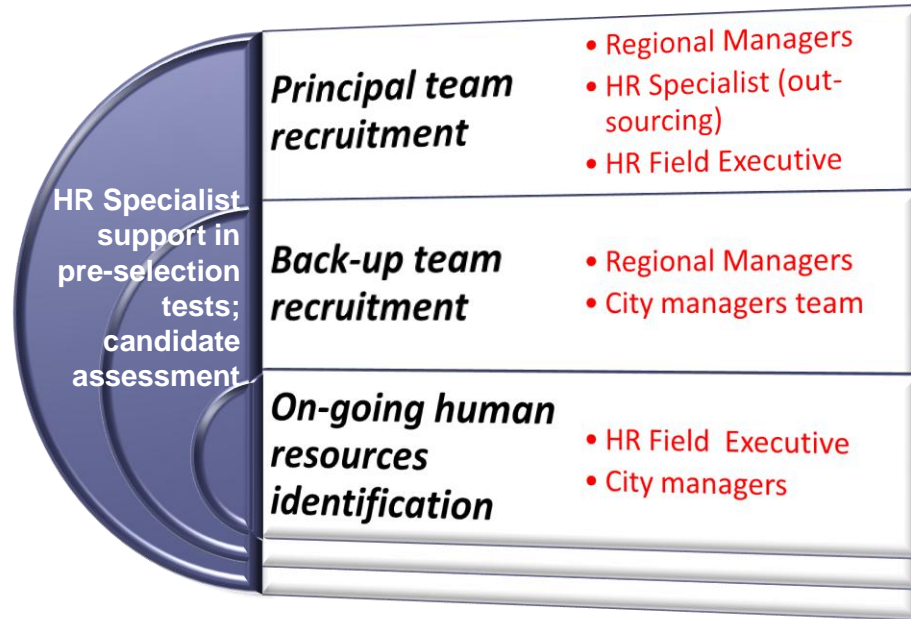 HR Specialist
support in
pre-selection
tests;
candidate
assessment
Principal team
recruitment
• Regional Managers
• HR Specialist (out-
sourcing)
• HR Field Executive
Back-up team
recruitment
• Regional Managers
• City managers team
On-going human
resources
identification
• HR Field Executive
• City managers